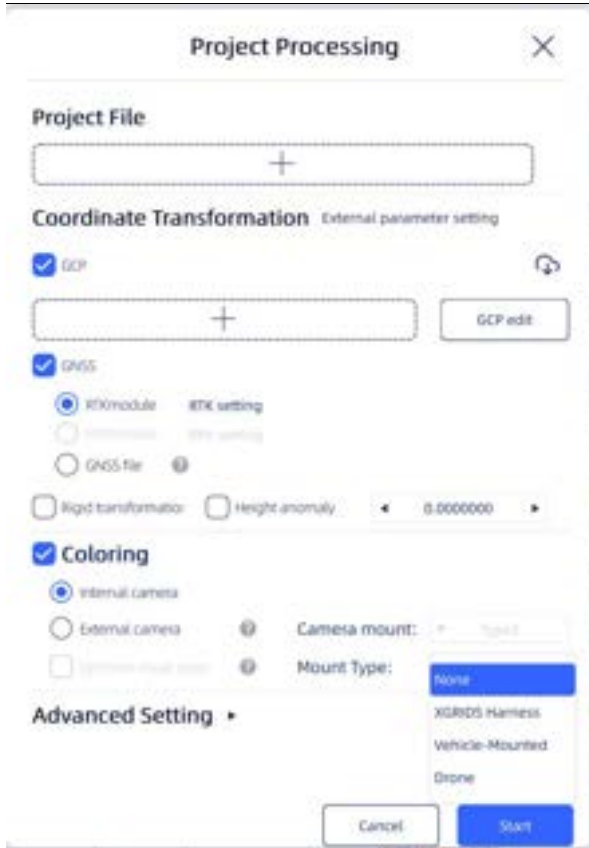 Project Processing
Project File
Coordinate Transformation External parameter setting
GCP
GCP edit
GNSS
RTKmodule RTK setting
GNSS file
Rigid transformatio Height anomaly 0.0000000
Coloring
Internal camera
External camera Camera mount:
Mount Type:
None
Advanced Setting
XGRIDS Harness
Vehicle-Mounted
Drone
Cancel Start